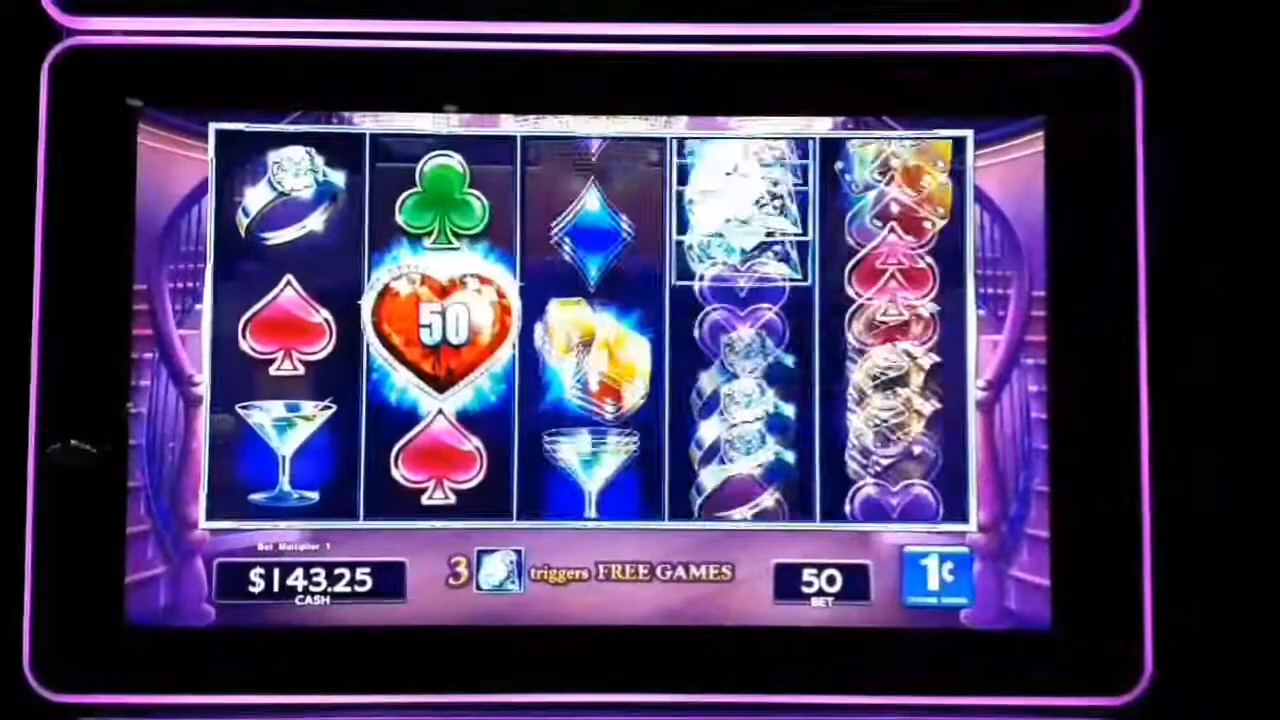 50
Bet Multiplier 1
$143.25
CASH
3 triggers FREE GAMES
50
BET
1¢